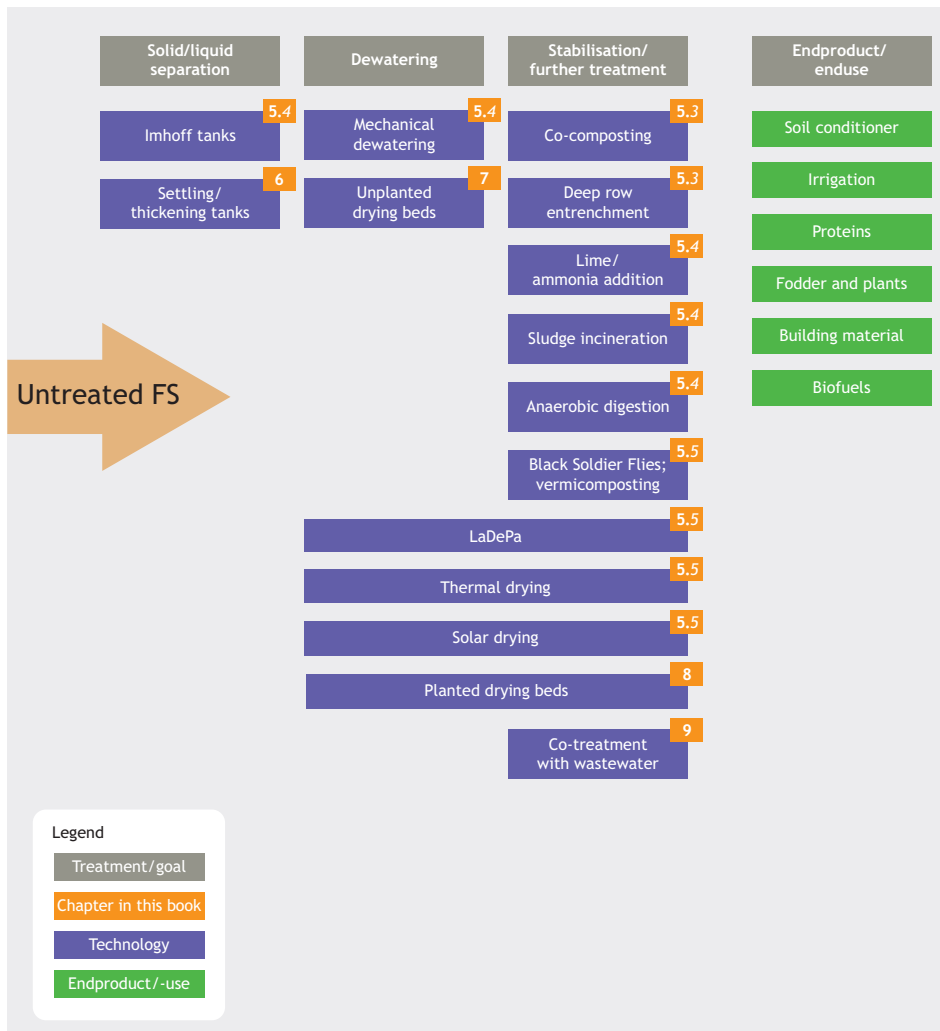 Solid/liquid
separation
Dewatering
Stabilisation/
further treatment
Endproduct/
enduse
5.4
Imhoff tanks
6
Settling/
thickening tanks
5.4
Mechanical
dewatering
7
Unplanted
drying beds
5.3
Co-composting
5.3
Deep row
entrenchment
5.4
Lime/
ammonia addition
5.4
Sludge incineration
5.4
Anaerobic digestion
5.5
Black Soldier Flies;
vermicomposting
5.5
LaDePa
5.5
Thermal drying
5.5
Solar drying
8
Planted drying beds
9
Co-treatment
with wastewater
Soil conditioner
Irrigation
Proteins
Fodder and plants
Building material
Biofuels
Untreated FS
Legend
Treatment/goal
Chapter in this book
Technology
Endproduct/-use